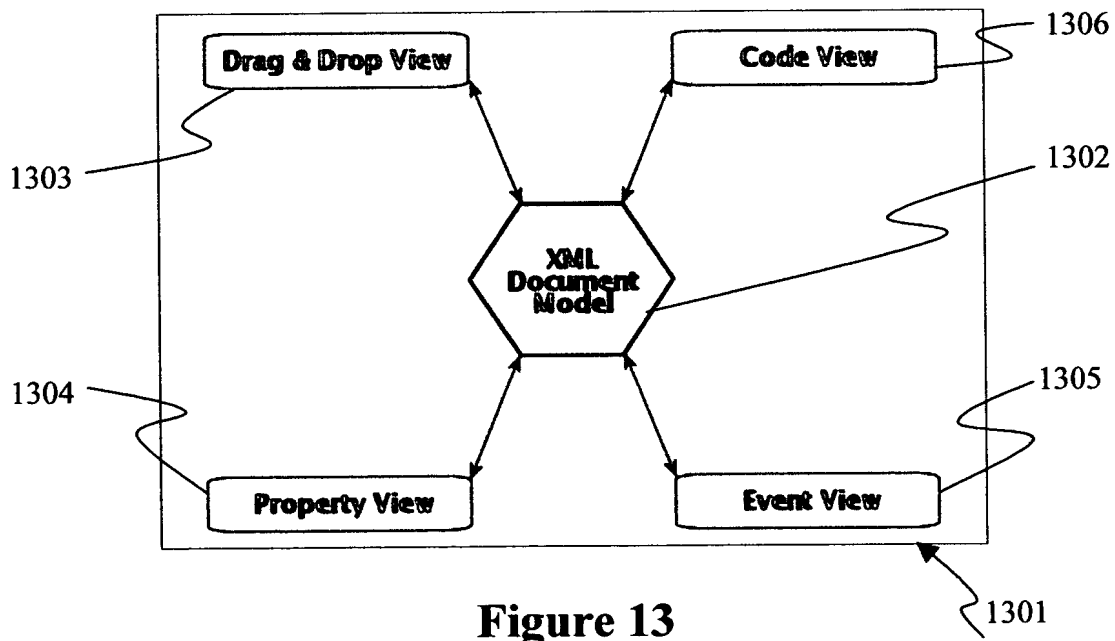 Drag & Drop View
Code View
1306
1303
1302
XML
Document
Model
1304
1305
Property View
Event View
Figure 13
1301